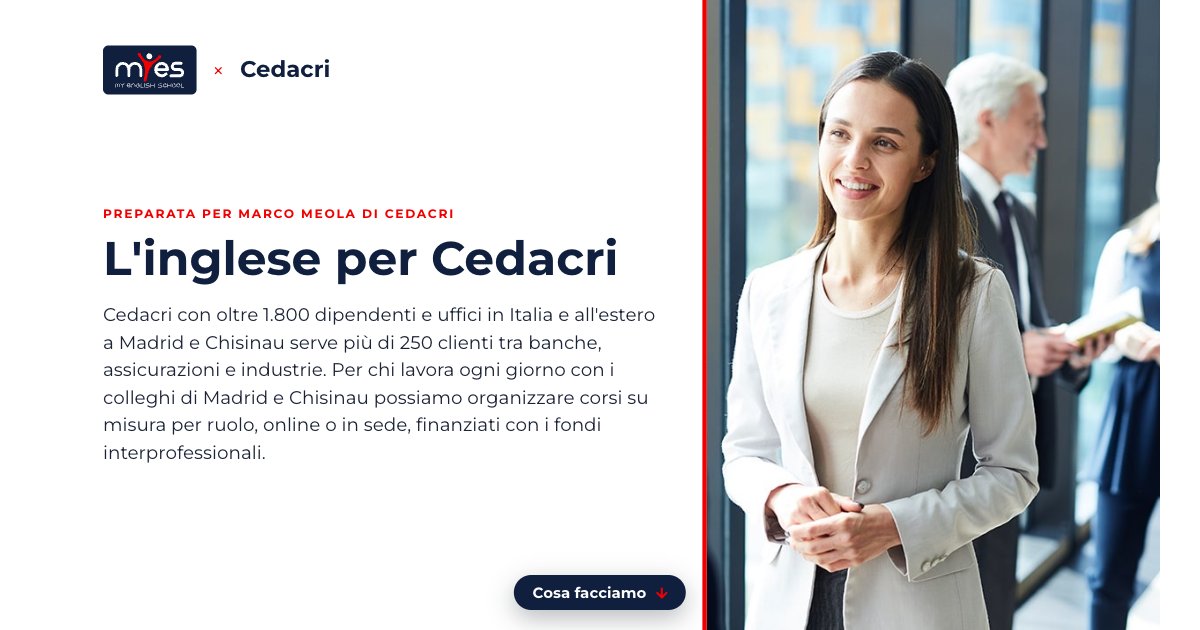 myes
MY ENGLISH SCHOOL
×
Cedacri
PREPARATA PER MARCO MEOLA DI CEDACRI
L'inglese per Cedacri
Cedacri con oltre 1.800 dipendenti e uffici in Italia e all'estero
a Madrid e Chisinau serve più di 250 clienti tra banche,
assicurazioni e industrie. Per chi lavora ogni giorno con i
colleghi di Madrid e Chisinau possiamo organizzare corsi su
misura per ruolo, online o in sede, finanziati con i fondi
interprofessionali.
Cosa facciamo ↓